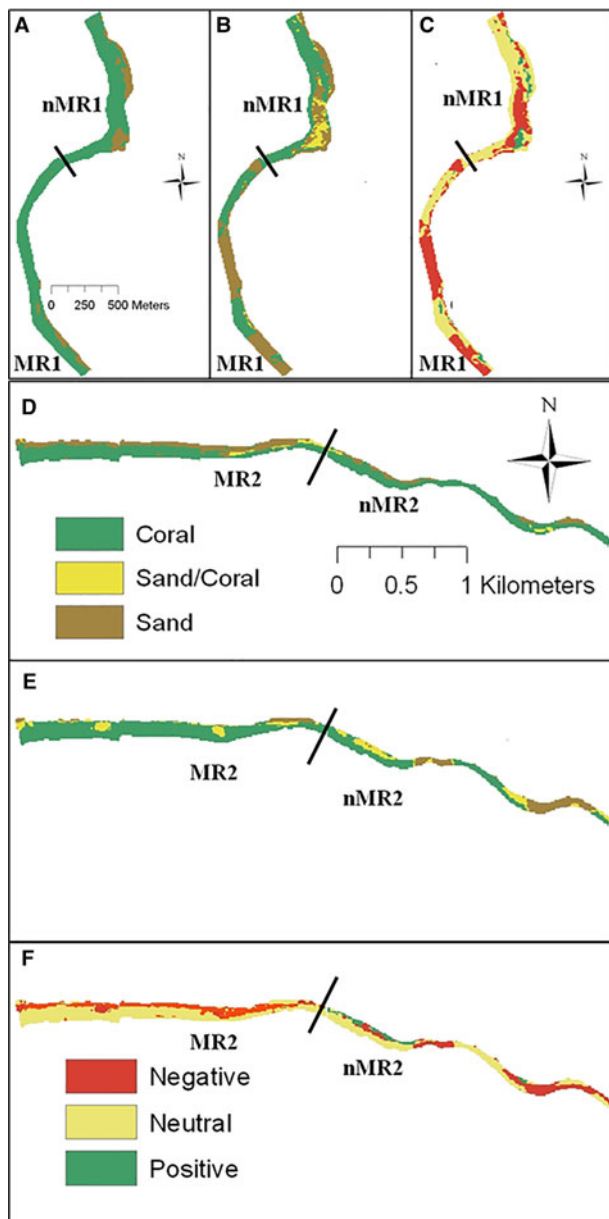 A
nMR1
N
0 250 500 Meters
MR1
B
nMR1
MR1
C
nMR1
N
MR1
D
N
MR2
nMR2
Coral
Sand/Coral
Sand
0 0.5 1 Kilometers
E
MR2
nMR2
F
MR2
nMR2
Negative
Neutral
Positive